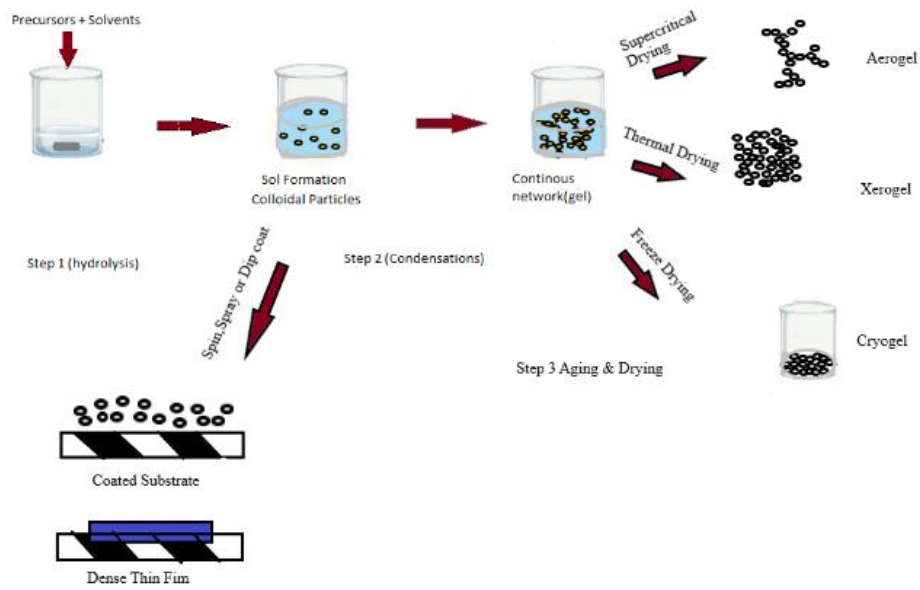 Precursors + Solvents
Supercritical
Drying
Aerogel
Thermal Drying
Sol Formation
Colloidal Particles
Continous
network(gel)
Xerogel
Step 1 (hydrolysis)
Spin,Spray or Dip coat
Step 2 (Condensations)
Freeze Drying
Cryogel
Step 3 Aging & Drying
Coated Substrate
Dense Thin Fim